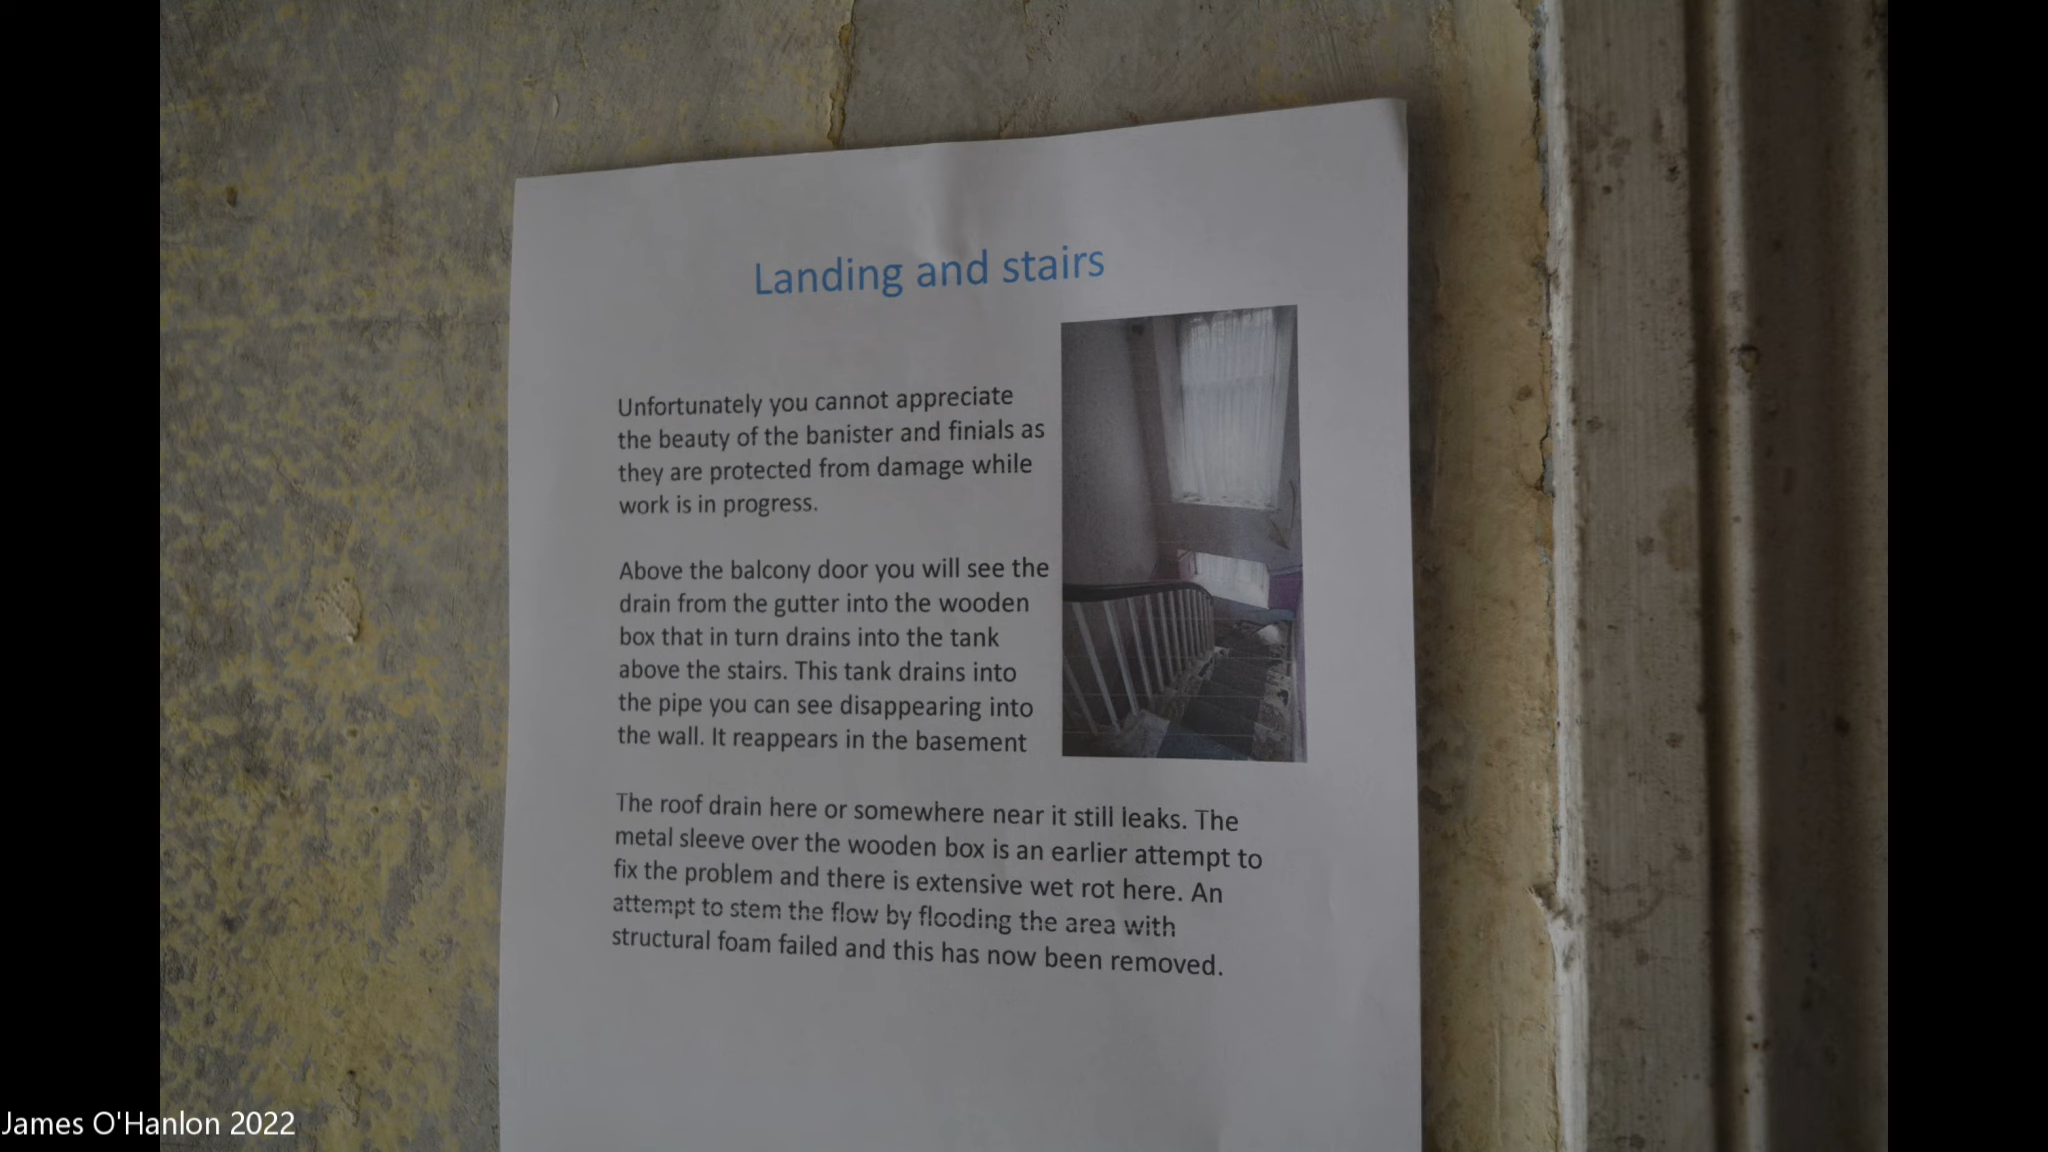 Landing and stairs
Unfortunately you cannot appreciate
the beauty of the banister and finials as
they are protected from damage while
work is in progress.
Above the balcony door you will see the
drain from the gutter into the wooden
box that in turn drains into the tank
above the stairs. This tank drains into
the pipe you can see disappearing into
the wall. It reappears in the basement
The roof drain here or somewhere near it still leaks. The
metal sleeve over the wooden box is an earlier attempt to
fix the problem and there is extensive wet rot here. An
attempt to stem the flow by flooding the area with
structural foam failed and this has now been removed.
James O'Hanlon 2022